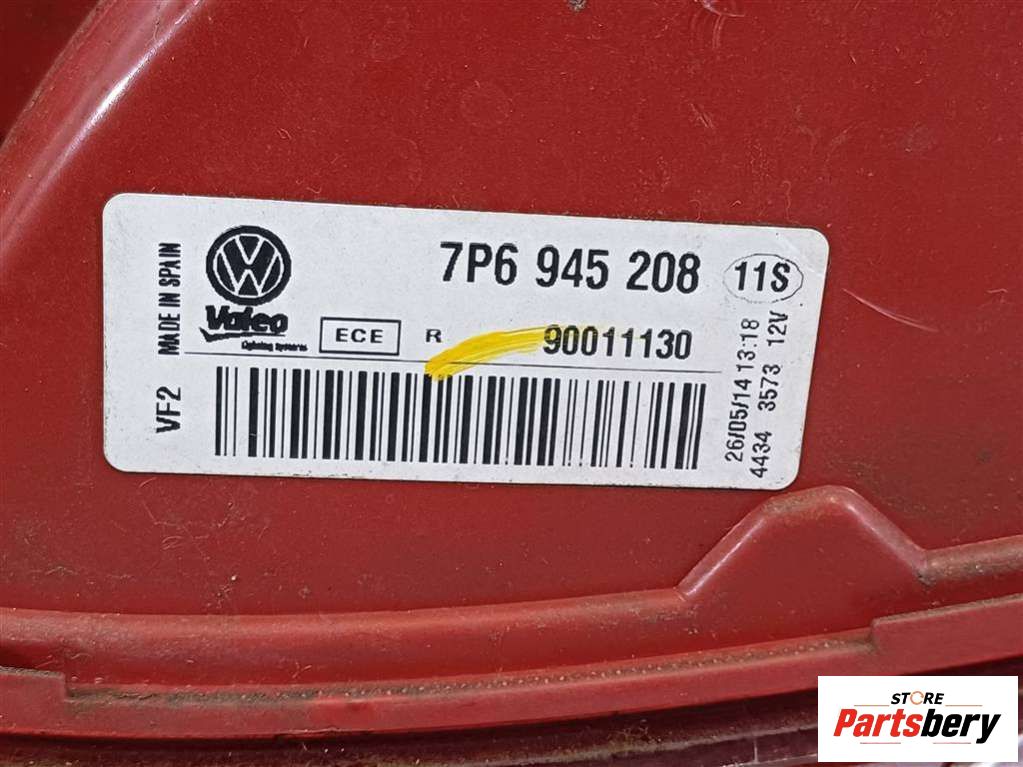 VF2 MADE IN SPAIN
VW
Valeo
Lighting Systems
7P6 945 208
11S
ECE R 90011130
26/05/14 13:18
4434 3573 12V
STORE
Partsbery